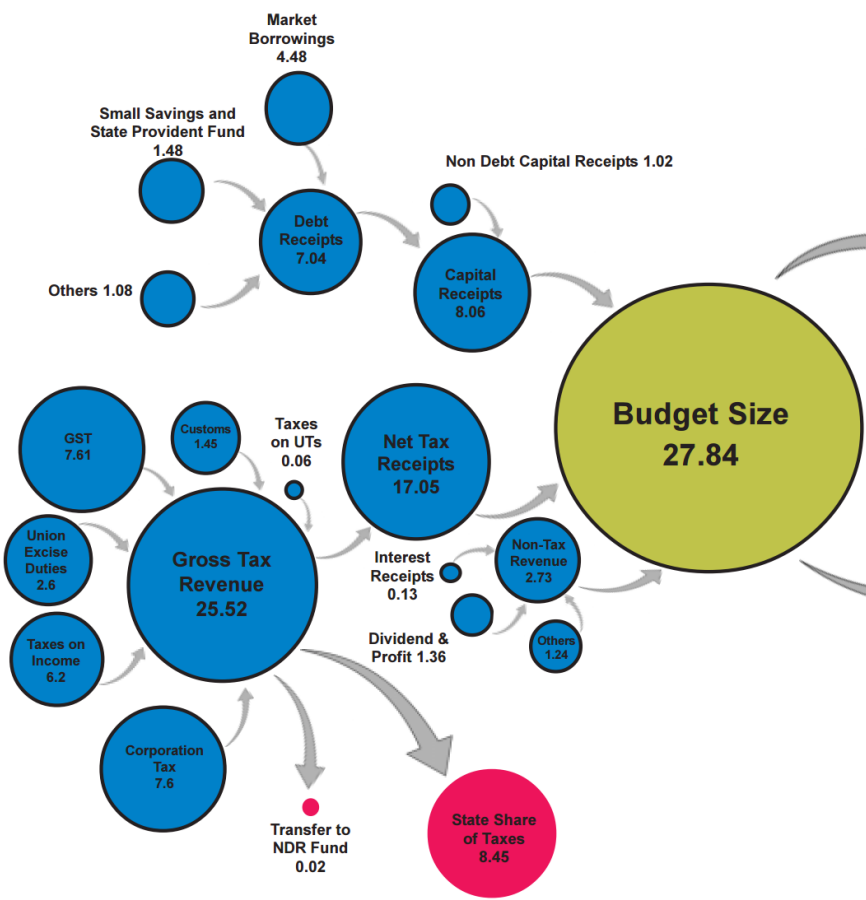 Market
Borrowings
4.48
Small Savings and
State Provident Fund
1.48
Non Debt Capital Receipts 1.02
Debt
Receipts
7.04
Capital
Receipts
8.06
Others 1.08
Budget Size
27.84
GST
7.61
Customs
1.45
Taxes
on UTs
0.06
Net Tax
Receipts
17.05
Union
Excise
Duties
2.6
Gross Tax
Revenue
25.52
Interest
Receipts
0.13
Non-Tax
Revenue
2.73
Taxes on
Income
6.2
Dividend &
Profit 1.36
Others
1.24
Corporation
Tax
7.6
Transfer to
NDR Fund
0.02
State Share
of Taxes
8.45